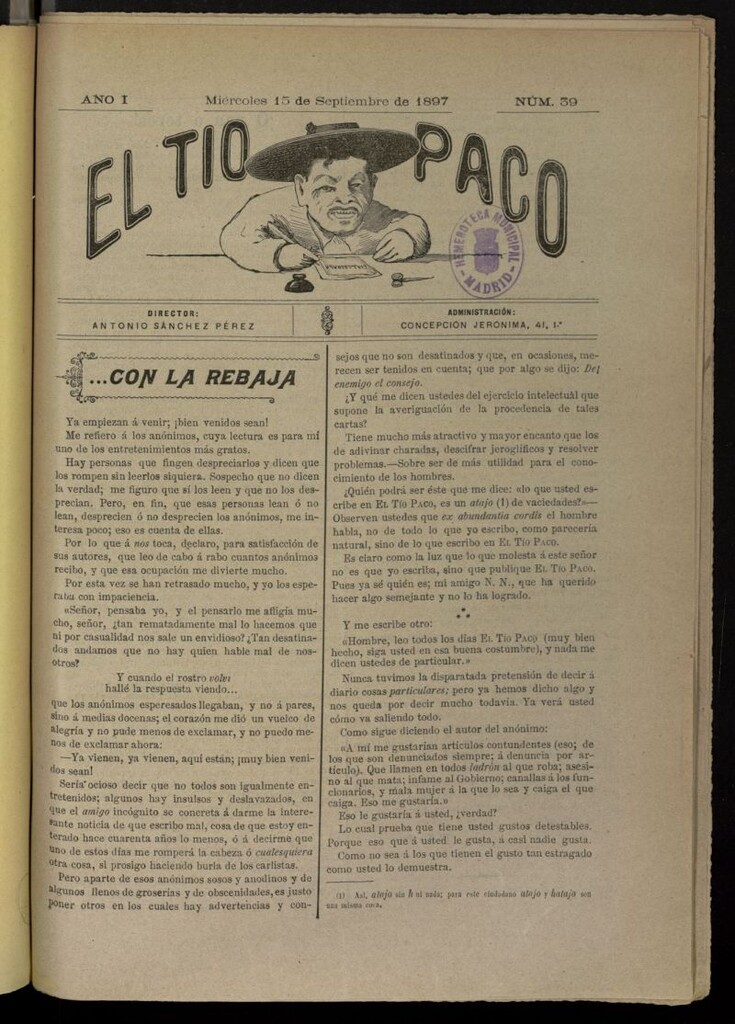 AÑO I
Miércoles 15 de Septiembre de 1897
NÚM. 39
EL TIO PACO
HEMEROTECA MUNICIPAL
MADRID
DIRECTOR:
ANTONIO SÁNCHEZ PÉREZ
ADMINISTRACIÓN:
CONCEPCIÓN JERÓNIMA, 41, 1.º
...CON LA REBAJA
Ya empiezan á venir; ¡bien venidos sean!
Me refiero á los anónimos, cuya lectura es para mí
uno de los entretenimientos más gratos.
Hay personas que fingen despreciarlos y dicen que
los rompen sin leerlos siquiera. Sospecho que no dicen
la verdad; me figuro que sí los leen y que no los des-
precian. Pero, en fin, que esas personas lean ó no
lean, desprecien ó no desprecien los anónimos, me in-
teresa poco; eso es cuenta de ellas.
Por lo que á nos toca, declaro, para satisfacción de
sus autores, que leo de cabo á rabo cuantos anónimos
recibo, y que esa ocupación me divierte mucho.
Por esta vez se han retrasado mucho, y yo los espe-
raba con impaciencia.
«Señor, pensaba yo, y el pensarlo me afligía mu-
cho, señor, ¿tan rematadamente mal lo hacemos que
ni por casualidad nos sale un envidioso? ¿Tan desatina-
dos andamos que no hay quien hable mal de nos-
otros?
Y cuando el rostro volví
hallé la respuesta viendo...
que los anónimos esperesados llegaban, y no á pares,
sino á medias docenas; el corazón me dió un vuelco de
alegría y no pude menos de exclamar, y no puedo me-
nos de exclamar ahora:
—Ya vienen, ya vienen, aquí están; ¡muy bien veni-
dos sean!
Sería ocioso decir que no todos son igualmente en-
tretenidos; algunos hay insulsos y deslavazados, en
que el amigo incógnito se concreta á darme la intere-
sante noticia de que escribo mal, cosa de que estoy en-
terado hace cuarenta años lo menos, ó á decirme que
uno de estos días me romperá la cabeza ó cualesquiera
otra cosa, si prosigo haciendo burla de los carlistas.
Pero aparte de esos anónimos sosos y anodinos y de
algunos llenos de groserías y de obscenidades, es justo
poner otros en los cuales hay advertencias y con-
sejos que no son desatinados y que, en ocasiones, me-
recen ser tenidos en cuenta; que por algo se dijo: Del
enemigo el consejo.
¿Y qué me dicen ustedes del ejercicio intelectual que
supone la averiguación de la procedencia de tales
cartas?
Tiene mucho más atractivo y mayor encanto que los
de adivinar charadas, descifrar jeroglíficos y resolver
problemas.—Sobre ser de más utilidad para el cono-
cimiento de los hombres.
¿Quién podrá ser éste que me dice: «lo que usted es-
cribe en EL TÍO PACO, es un atajo (1) de vaciedades?»—
Observen ustedes que ex abundantia cordis el hombre
habla, no de todo lo que yo escribo, como parecería
natural, sino de lo que escribo en EL TÍO PACO.
Es claro como la luz que lo que molesta á este señor
no es que yo escriba, sino que publique EL TÍO PACO.
Pues ya sé quién es; mi amigo N. N., que ha querido
hacer algo semejante y no lo ha logrado.
Y me escribe otro:
«Hombre, leo todos los días EL TÍO PACO (muy bien
hecho, siga usted en esa buena costumbre), y nada me
dicen ustedes de particular.»
Nunca tuvimos la disparatada pretensión de decir á
diario cosas particulares; pero ya hemos dicho algo y
nos queda por decir mucho todavía. Ya verá usted
cómo va saliendo todo.
Como sigue diciendo el autor del anónimo:
«A mí me gustarían artículos contundentes (eso; de
los que son denunciados siempre; á denuncia por ar-
tículo). Que llamen en todos ladrón al que roba; asesi-
no al que mata; infame al Gobierno; canallas á los fun-
cionarios, y mala mujer á la que lo sea y caiga el que
caiga. Eso me gustaría.»
Eso le gustaría á usted, ¿verdad?
Lo cual prueba que tiene usted gustos detestables.
Porque eso que á usted le gusta, á casi nadie gusta.
Como no sea á los que tienen el gusto tan estragado
como usted lo demuestra.
(1) Así, atajo sin h ni nada; para este ciudadano atajo y hatajo son
una misma cosa.